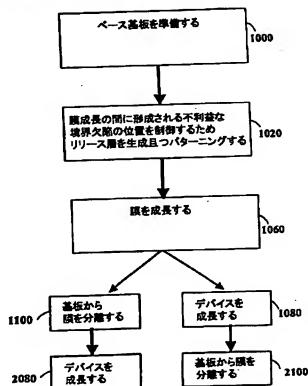 ベース基板を準備する
1000
膜成長の間に形成される不利益な
境界欠陥の位置を制御するため
リリース層を生成且つパターニングする
1020
膜を成長する
1060
基板から
膜を分離する
1100
デバイスを
成長する
1080
デバイスを
成長する
2080
基板から膜を
分離する
2100